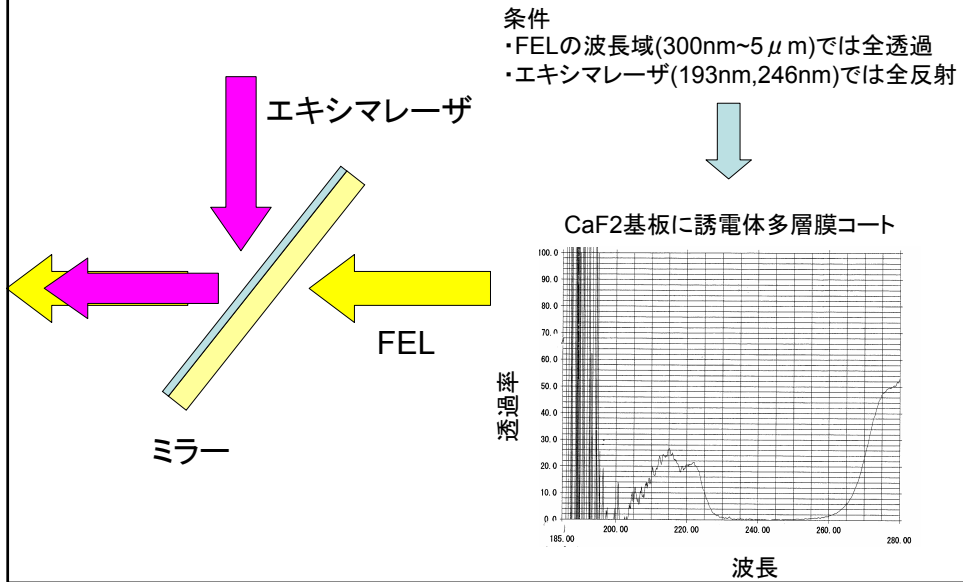 条件
・FELの波長域(300nm~5μm)では全透過
・エキシマレーザ(193nm,246nm)では全反射
エキシマレーザ
FEL
ミラー
CaF2基板に誘電体多層膜コート
透過率
100.0
90.0
80.0
70.0
60.0
50.0
40.0
30.0
20.0
10.0
0.0
185.00
200.00
220.00
240.00
260.00
280.00
波長